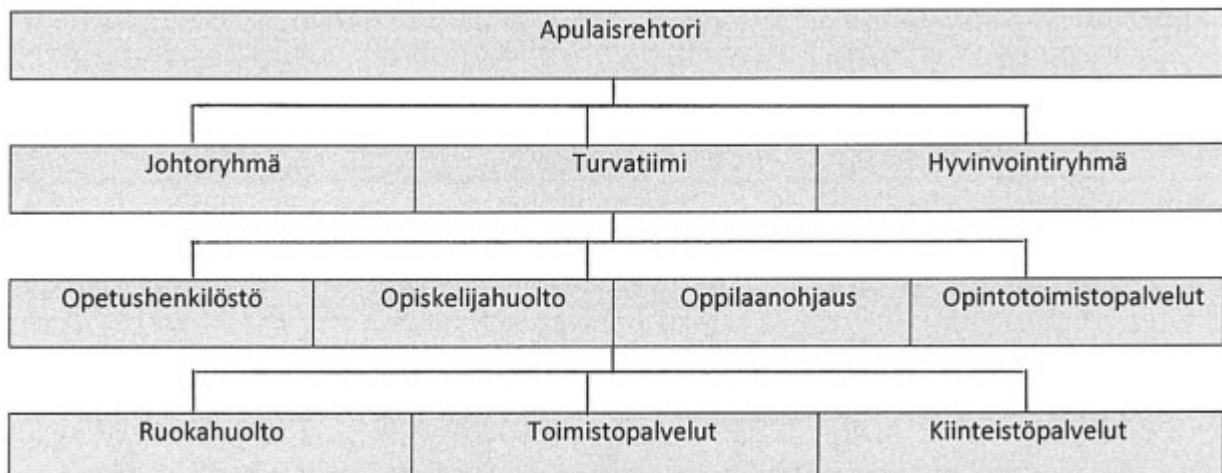 Apulaisrehtori
Johtoryhmä Turvatiimi Hyvinvointiryhmä
Opetushenkilöstö Opiskelijahuolto Oppilaanohjaus Opintotoimistopalvelut
Ruokahuolto Toimistopalvelut Kiinteistöpalvelut